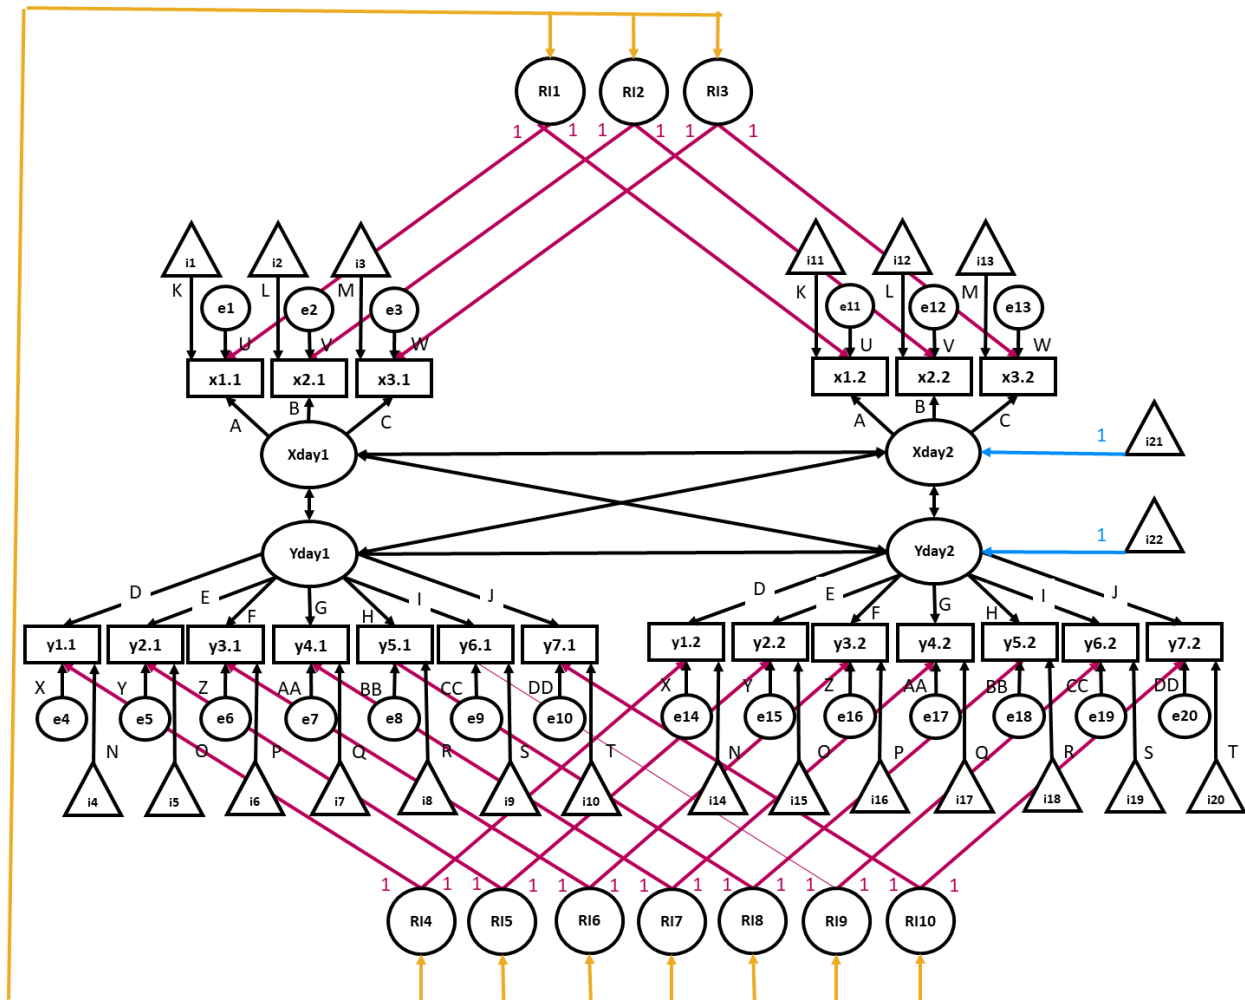 RI1 RI2 RI3
1 1 1 1 1 1
i1 i2 i3 i11 i12 i13
K L M K L M
e1 e2 e3 e11 e12 e13
U V W U V W
x1.1 x2.1 x3.1 x1.2 x2.2 x3.2
A B C A B C
Xday1 Xday2 1 i21
Yday1 Yday2 1 i22
D E F G H I J D E F G H I J
y1.1 y2.1 y3.1 y4.1 y5.1 y6.1 y7.1 y1.2 y2.2 y3.2 y4.2 y5.2 y6.2 y7.2
X Y Z AA BB CC DD X Y Z AA BB CC DD
e4 e5 e6 e7 e8 e9 e10 e14 e15 e16 e17 e18 e19 e20
N O P Q R S T N O P Q R S T
i4 i5 i6 i7 i8 i9 i10 i14 i15 i16 i17 i18 i19 i20
1 1 1 1 1 1 1 1 1 1 1 1 1 1
RI4 RI5 RI6 RI7 RI8 RI9 RI10